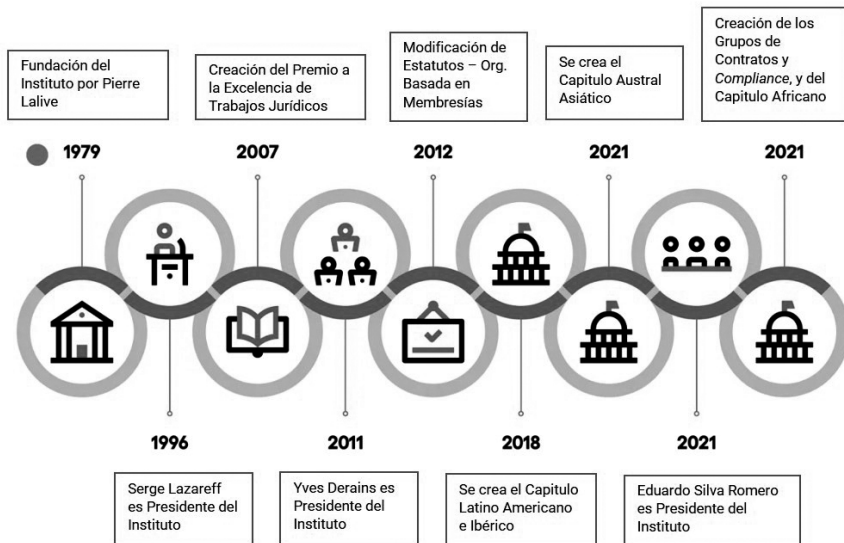 Fundación del
Instituto por Pierre
Lalive
Creación del Premio a
la Excelencia de
Trabajos Jurídicos
Modificación de
Estatutos – Org.
Basada en
Membresías
Se crea el
Capitulo Austral
Asiático
Creación de los
Grupos de
Contratos y
Compliance, y del
Capitulo Africano
1979
2007
2012
2021
2021
1996
2011
2018
2021
Serge Lazareff
es Presidente del
Instituto
Yves Derains es
Presidente del
Instituto
Se crea el Capitulo
Latino Americano
e Ibérico
Eduardo Silva Romero
es Presidente del
Instituto